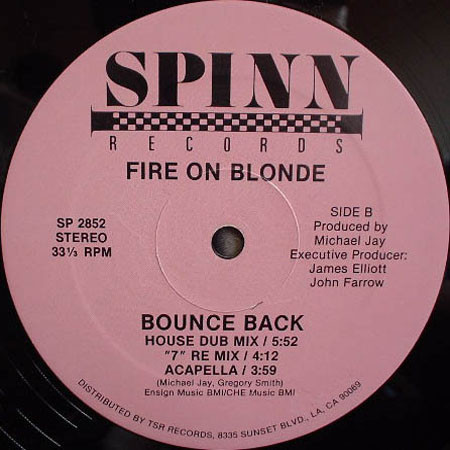 SPINN
RECORDS
FIRE ON BLONDE
SP 2852
STEREO
33⅓ RPM
SIDE B
Produced by
Michael Jay
Executive Producer:
James Elliott
John Farrow
BOUNCE BACK
HOUSE DUB MIX / 5:52
"7" RE MIX / 4:12
ACAPELLA / 3:59
(Michael Jay, Gregory Smith)
Ensign Music BMI/CHE Music BMI
DISTRIBUTED BY TSR RECORDS, 8335 SUNSET BLVD., LA, CA 90069